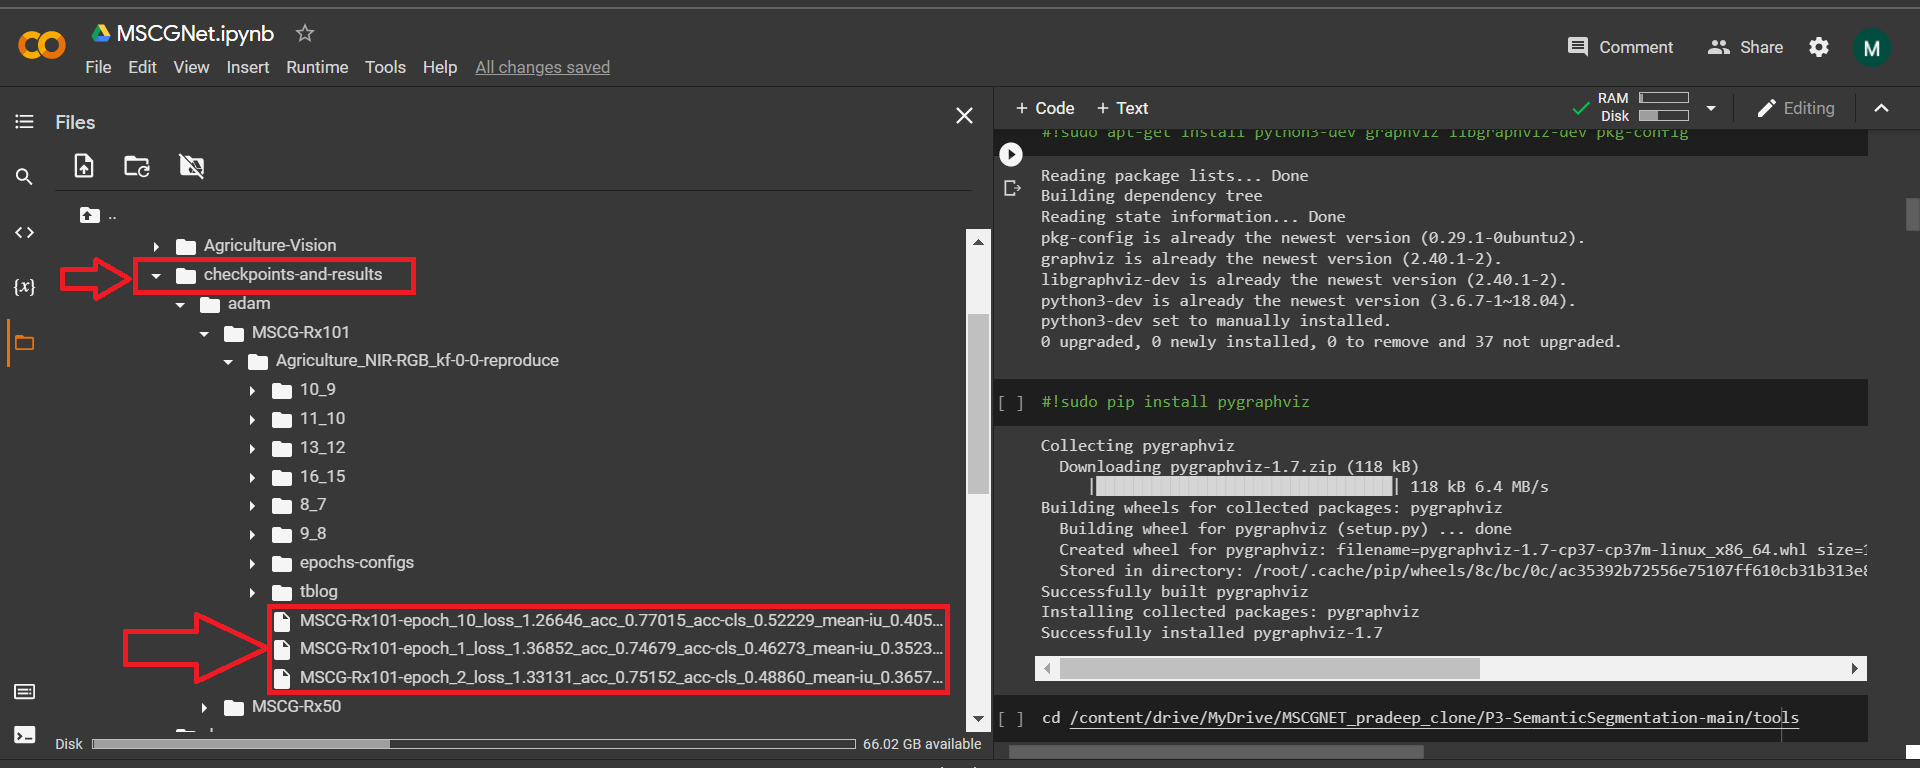 MSCGNet.ipynb
File Edit View Insert Runtime Tools Help All changes saved
Comment Share M
Files
+ Code + Text
RAM
Disk
Editing
..
Agriculture-Vision
checkpoints-and-results
adam
MSCG-Rx101
Agriculture_NIR-RGB_kf-0-0-reproduce
10_9
11_10
13_12
16_15
8_7
9_8
epochs-configs
tblog
MSCG-Rx101-epoch_10_loss_1.26646_acc_0.77015_acc-cls_0.52229_mean-iu_0.405...
MSCG-Rx101-epoch_1_loss_1.36852_acc_0.74679_acc-cls_0.46273_mean-iu_0.3523...
MSCG-Rx101-epoch_2_loss_1.33131_acc_0.75152_acc-cls_0.48860_mean-iu_0.3657...
MSCG-Rx50
Disk 66.02 GB available
#!sudo apt-get install python3-dev graphviz libgraphviz-dev pkg-config
Reading package lists... Done
Building dependency tree
Reading state information... Done
pkg-config is already the newest version (0.29.1-0ubuntu2).
graphviz is already the newest version (2.40.1-2).
libgraphviz-dev is already the newest version (2.40.1-2).
python3-dev is already the newest version (3.6.7-1~18.04).
python3-dev set to manually installed.
0 upgraded, 0 newly installed, 0 to remove and 37 not upgraded.
[ ] #!sudo pip install pygraphviz
Collecting pygraphviz
Downloading pygraphviz-1.7.zip (118 kB)
|████████████████████████████████| 118 kB 6.4 MB/s
Building wheels for collected packages: pygraphviz
Building wheel for pygraphviz (setup.py) ... done
Created wheel for pygraphviz: filename=pygraphviz-1.7-cp37-cp37m-linux_x86_64.whl size=1
Stored in directory: /root/.cache/pip/wheels/8c/bc/0c/ac35392b72556e75107ff610cb31b313e8
Successfully built pygraphviz
Installing collected packages: pygraphviz
Successfully installed pygraphviz-1.7
[ ] cd /content/drive/MyDrive/MSCGNET_pradeep_clone/P3-SemanticSegmentation-main/tools